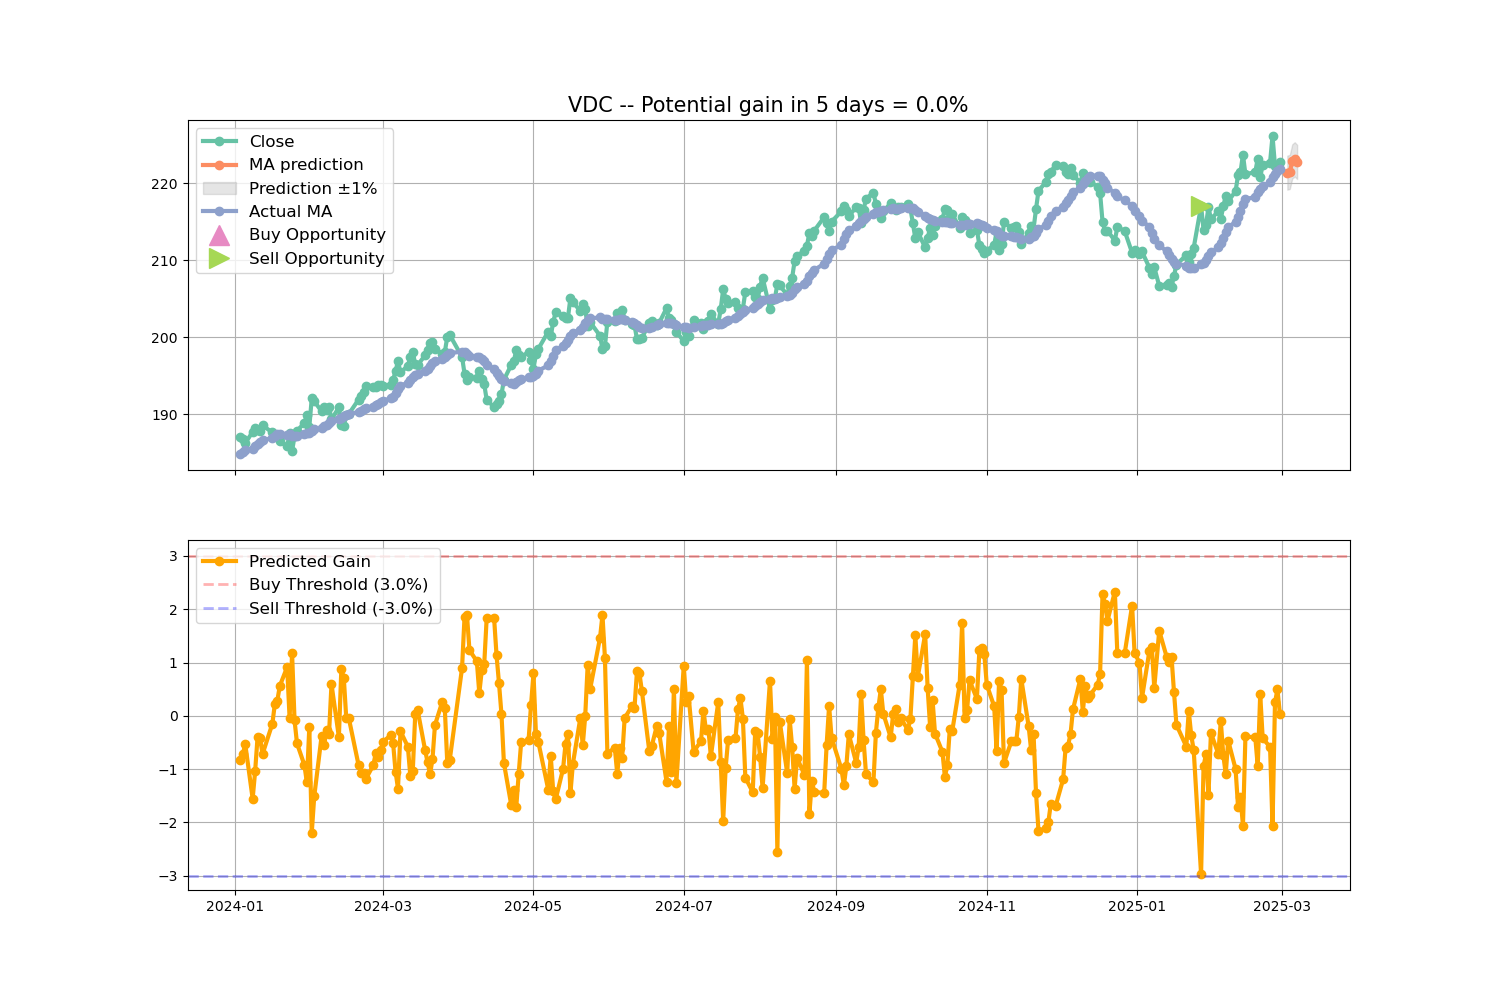 VDC -- Potential gain in 5 days = 0.0%
Close
MA prediction
Prediction ±1%
Actual MA
Buy Opportunity
Sell Opportunity
220
210
200
190
Predicted Gain
Buy Threshold (3.0%)
Sell Threshold (-3.0%)
3
2
1
0
−1
−2
−3
2024-01 2024-03 2024-05 2024-07 2024-09 2024-11 2025-01 2025-03